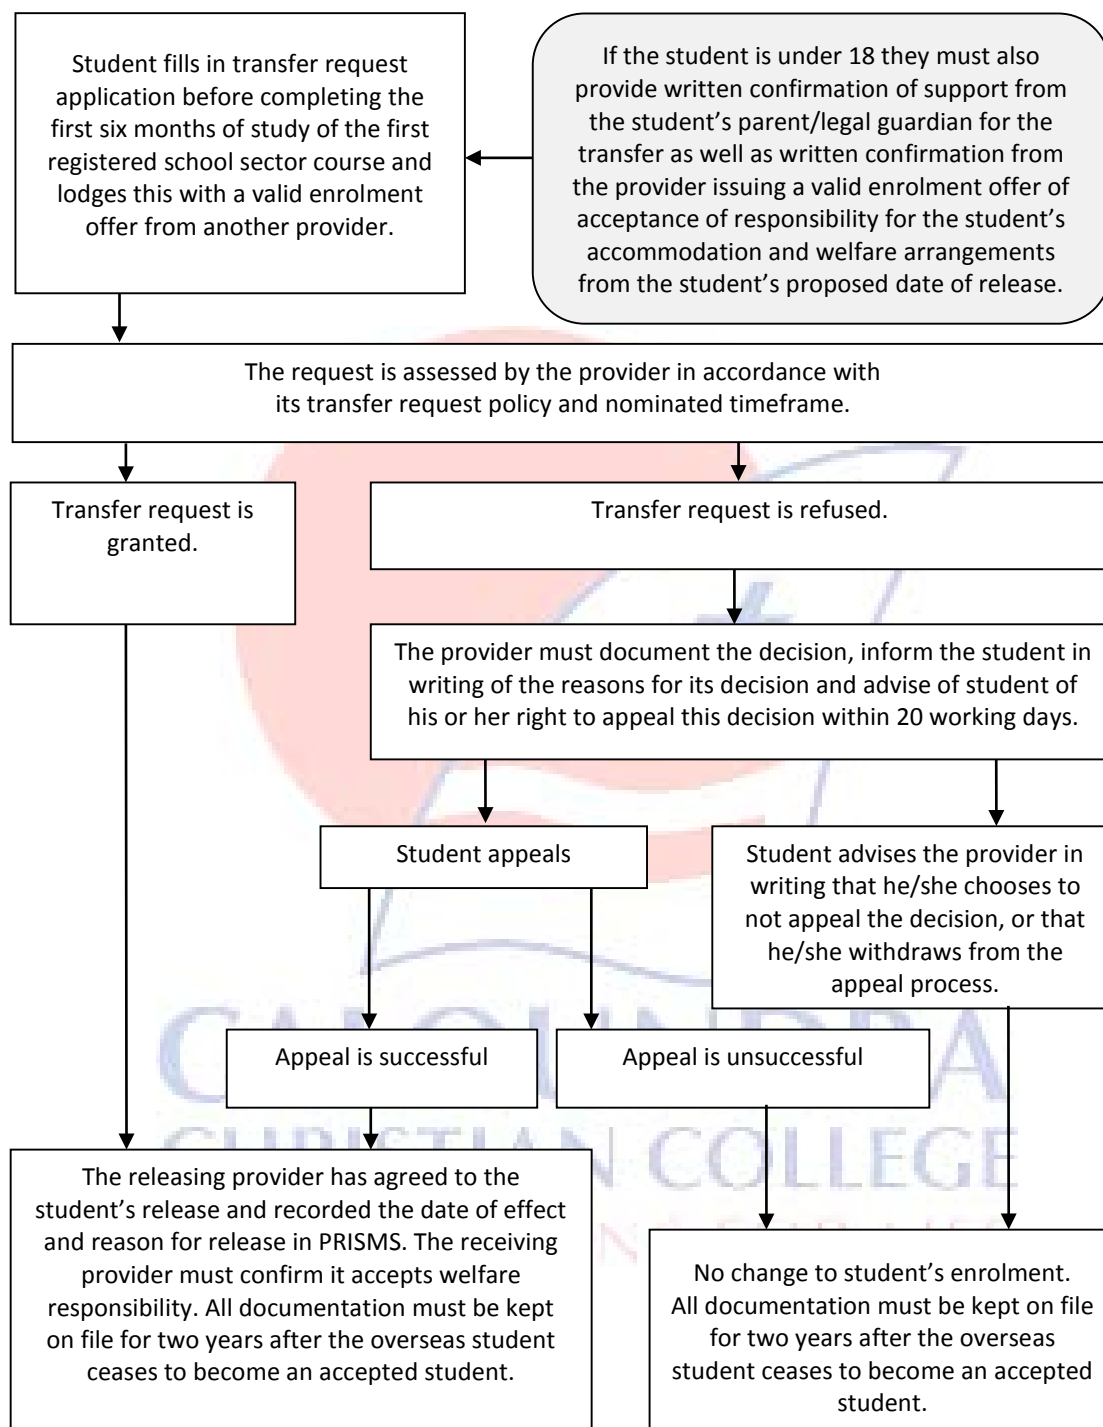 Student fills in transfer request
application before completing the
first six months of study of the first
registered school sector course and
lodges this with a valid enrolment
offer from another provider.
If the student is under 18 they must also
provide written confirmation of support from
the student’s parent/legal guardian for the
transfer as well as written confirmation from
the provider issuing a valid enrolment offer of
acceptance of responsibility for the student’s
accommodation and welfare arrangements
from the student’s proposed date of release.
The request is assessed by the provider in accordance with
its transfer request policy and nominated timeframe.
Transfer request is
granted.
Transfer request is refused.
The provider must document the decision, inform the student in
writing of the reasons for its decision and advise of student of
his or her right to appeal this decision within 20 working days.
Student appeals
Student advises the provider in
writing that he/she chooses to
not appeal the decision, or that
he/she withdraws from the
appeal process.
Appeal is successful
Appeal is unsuccessful
The releasing provider has agreed to the
student’s release and recorded the date of effect
and reason for release in PRISMS. The receiving
provider must confirm it accepts welfare
responsibility. All documentation must be kept
on file for two years after the overseas student
ceases to become an accepted student.
No change to student’s enrolment.
All documentation must be kept on file
for two years after the overseas
student ceases to become an accepted
student.
CHRISTIAN COLLEGE